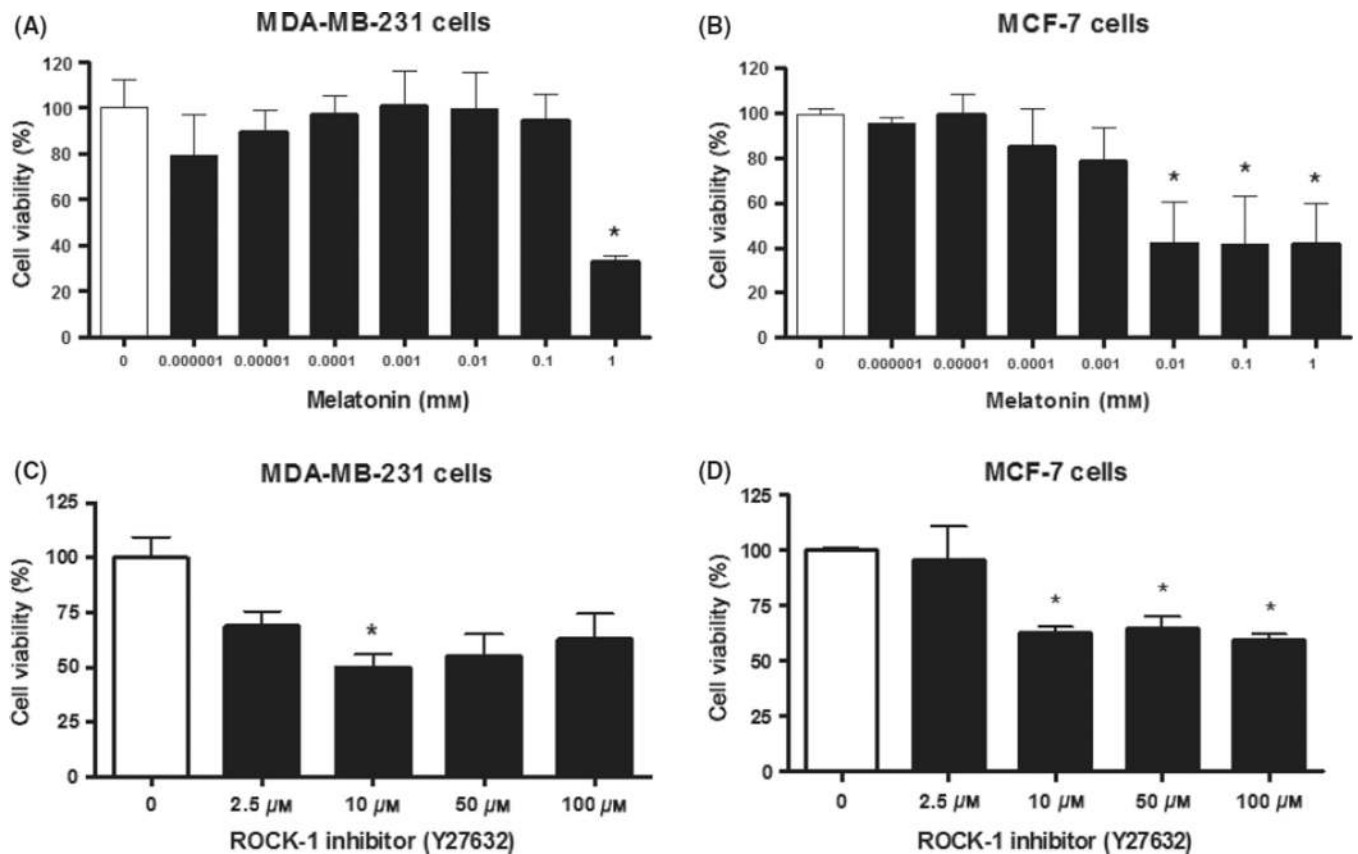 (A) MDA-MB-231 cells
Cell viability (%)
120
100
80
60
40
20
0
*
0 0.000001 0.00001 0.0001 0.001 0.01 0.1 1
Melatonin (mM)
(B) MCF-7 cells
Cell viability (%)
120
100
80
60
40
20
0
* * *
0 0.000001 0.00001 0.0001 0.001 0.01 0.1 1
Melatonin (mM)
(C) MDA-MB-231 cells
Cell viability (%)
125
100
75
50
25
0
*
0 2.5 µM 10 µM 50 µM 100 µM
ROCK-1 inhibitor (Y27632)
(D) MCF-7 cells
Cell viability (%)
125
100
75
50
25
0
* * *
0 2.5 µM 10 µM 50 µM 100 µM
ROCK-1 inhibitor (Y27632)